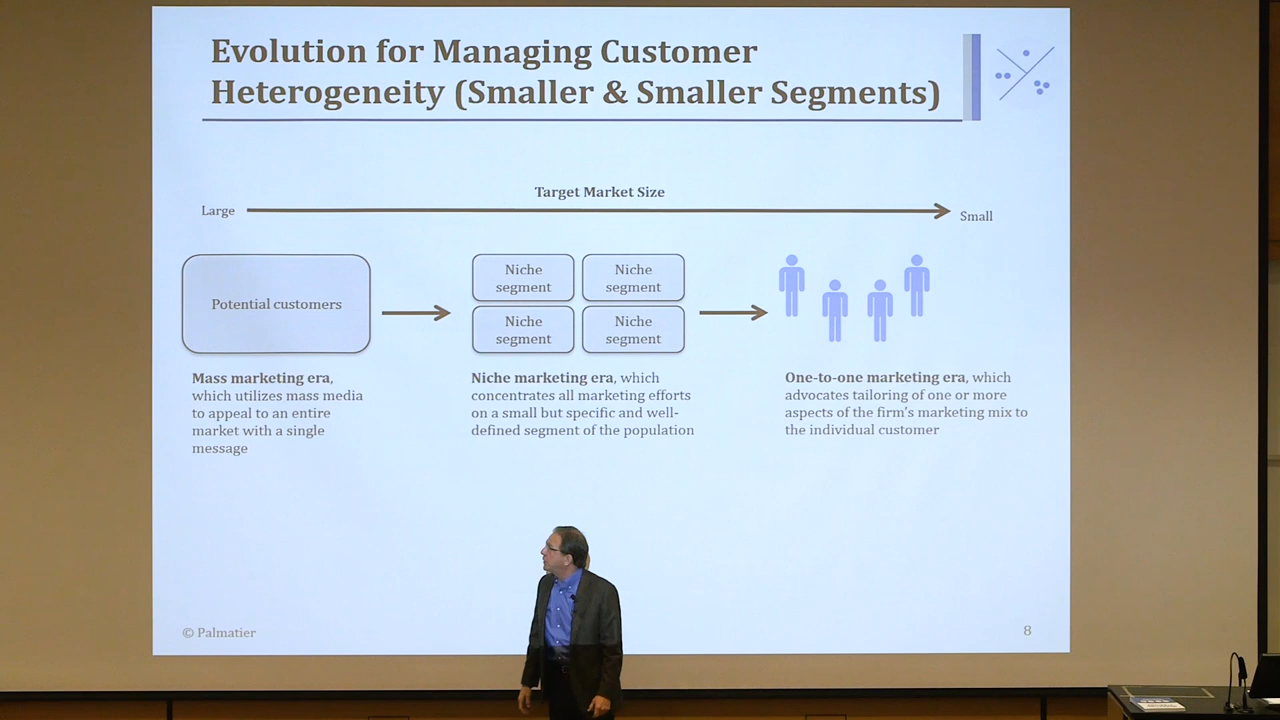 Evolution for Managing Customer
Heterogeneity (Smaller & Smaller Segments)
Target Market Size
Large
Small
Potential customers
Niche
segment
Niche
segment
Niche
segment
Niche
segment
Mass marketing era,
which utilizes mass media
to appeal to an entire
market with a single
message
Niche marketing era, which
concentrates all marketing efforts
on a small but specific and well-
defined segment of the population
One-to-one marketing era, which
advocates tailoring of one or more
aspects of the firm's marketing mix to
the individual customer
© Palmatier
8